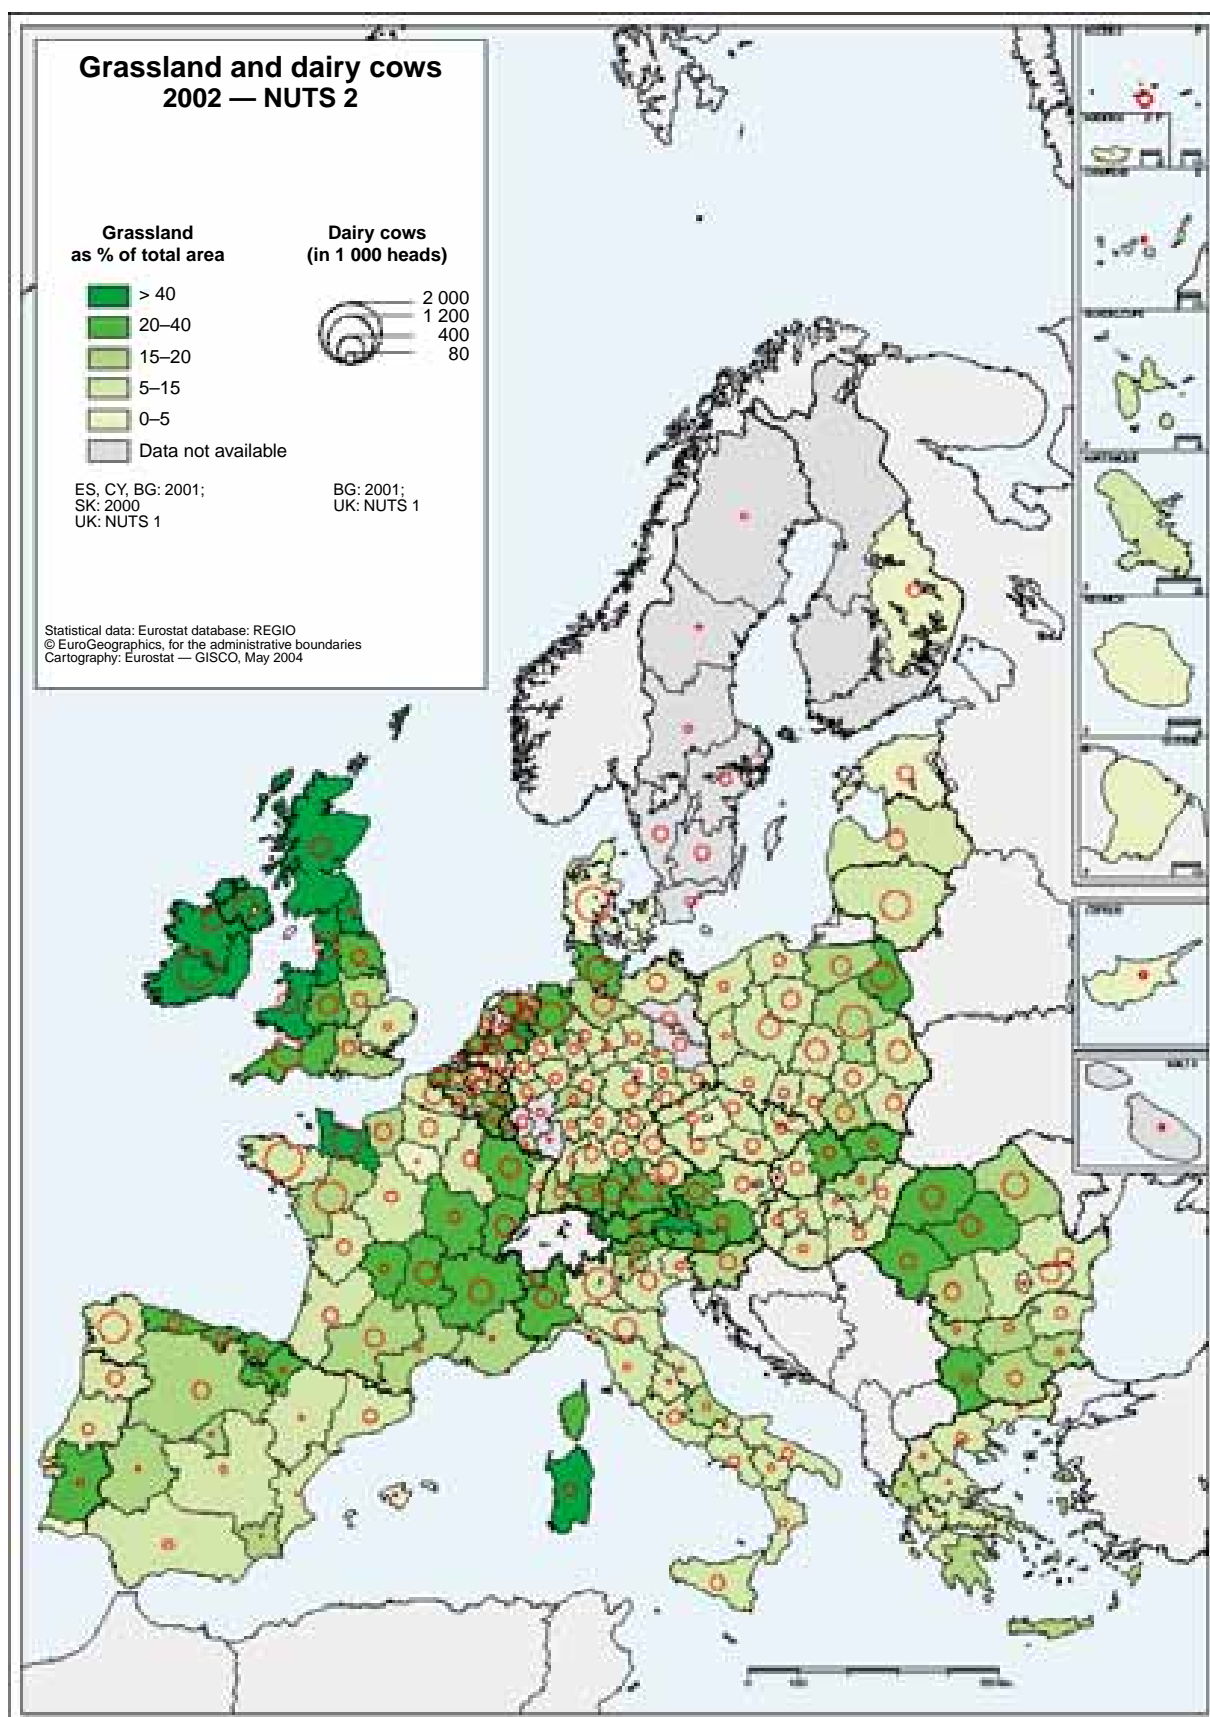 Grassland and dairy cows
2002 — NUTS 2
Grassland
as % of total area
> 40
20–40
15–20
5–15
0–5
Data not available
Dairy cows
(in 1 000 heads)
2 000
1 200
400
80
ES, CY, BG: 2001;
SK: 2000
UK: NUTS 1
BG: 2001;
UK: NUTS 1
Statistical data: Eurostat database: REGIO
© EuroGeographics, for the administrative boundaries
Cartography: Eurostat — GISCO, May 2004